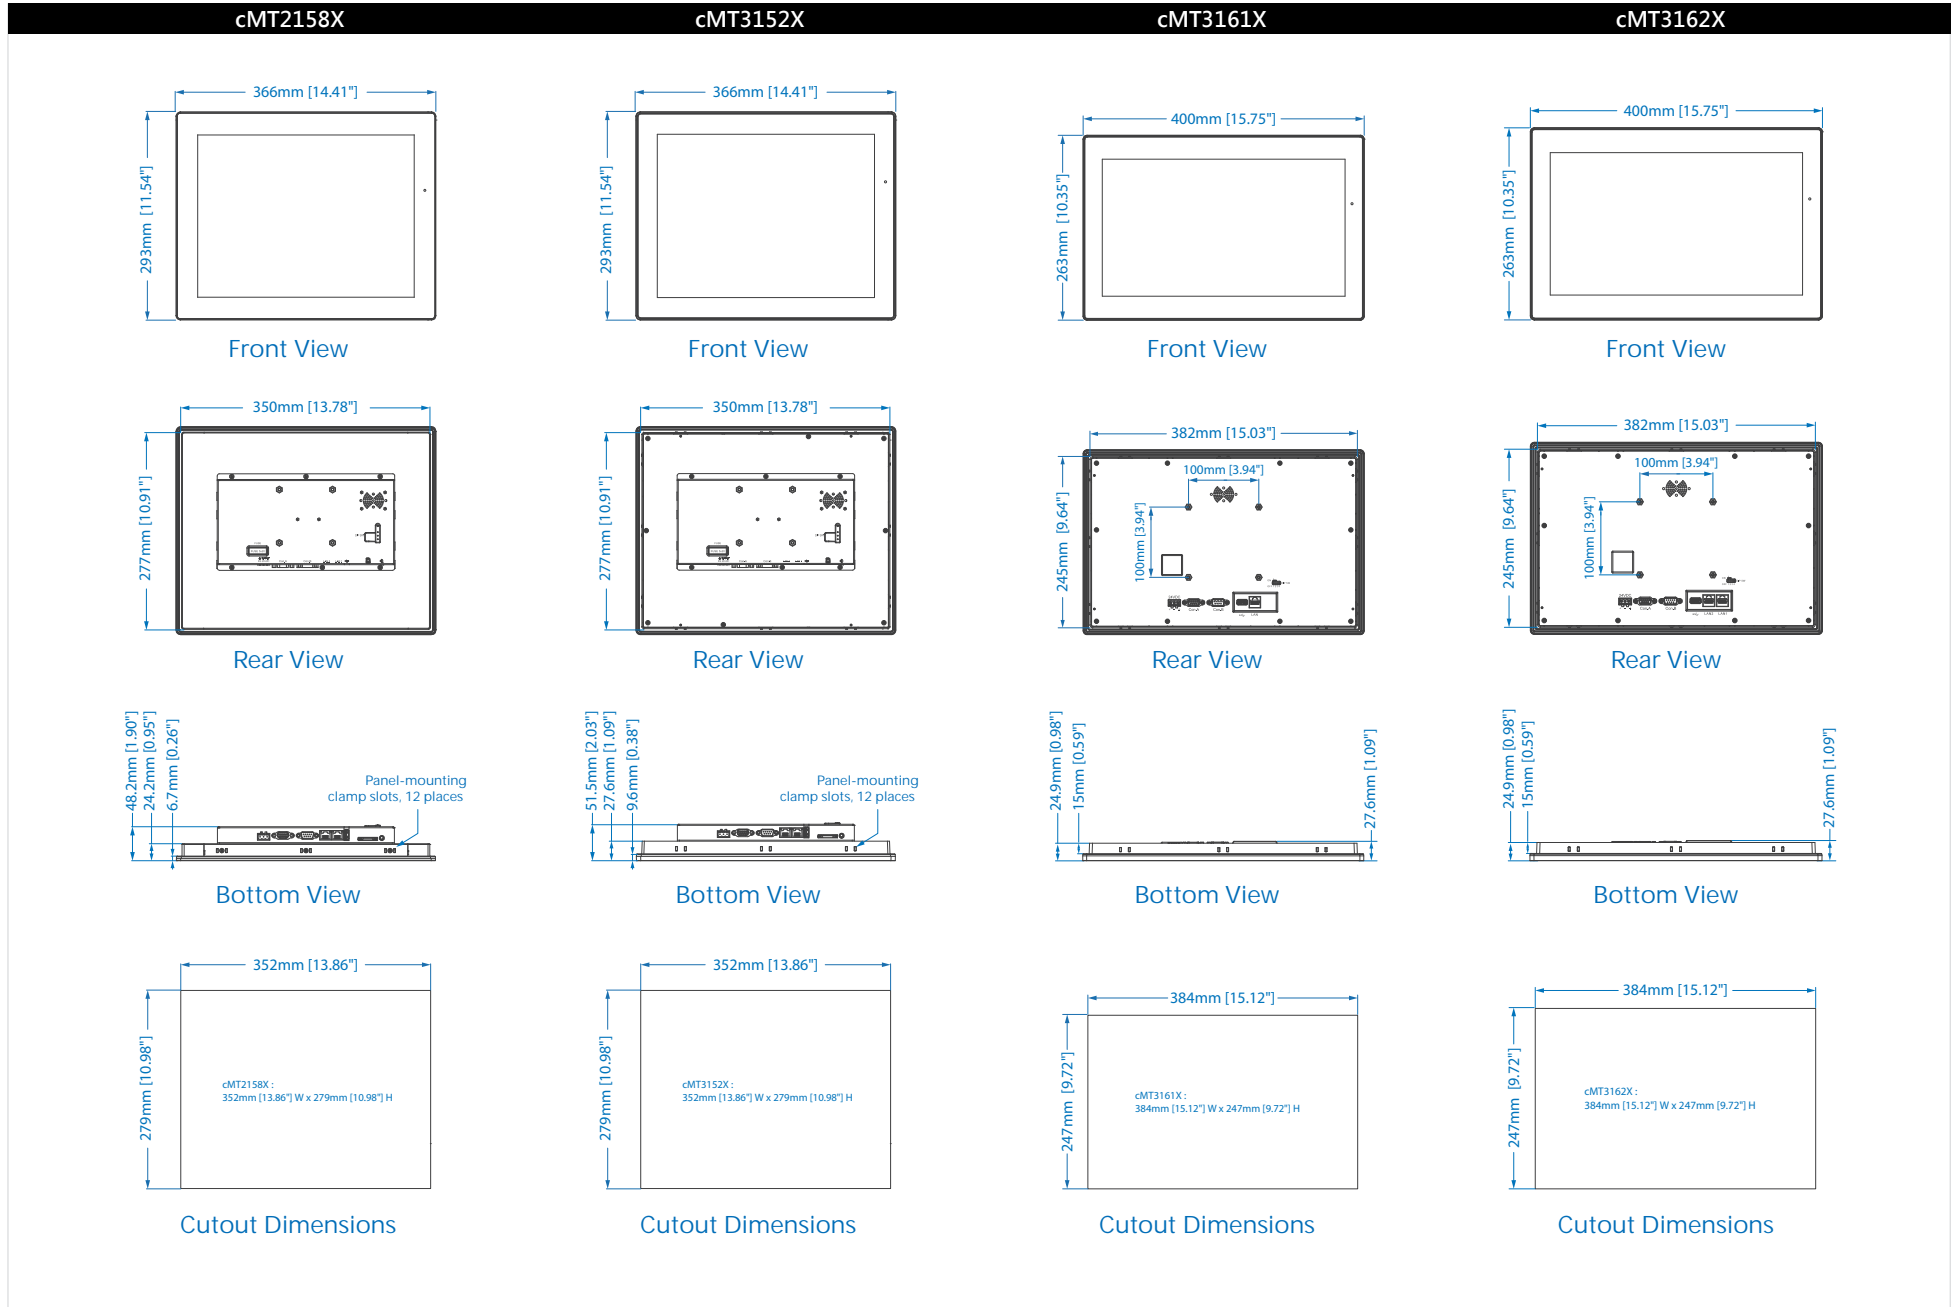 cMT2158X cMT3152X cMT3161X cMT3162X
366mm [14.41"]
293mm [11.54"]
Front View
366mm [14.41"]
293mm [11.54"]
Front View
400mm [15.75"]
263mm [10.35"]
Front View
400mm [15.75"]
263mm [10.35"]
Front View
350mm [13.78"]
277mm [10.91"]
Rear View
350mm [13.78"]
277mm [10.91"]
Rear View
382mm [15.03"]
245mm [9.64"]
100mm [3.94"]
100mm [3.94"]
Rear View
382mm [15.03"]
245mm [9.64"]
100mm [3.94"]
100mm [3.94"]
Rear View
48.2mm [1.90"]
24.2mm [0.95"]
6.7mm [0.26"]
Panel-mounting
clamp slots, 12 places
Bottom View
51.5mm [2.03"]
27.6mm [1.09"]
9.6mm [0.38"]
Panel-mounting
clamp slots, 12 places
Bottom View
24.9mm [0.98"]
15mm [0.59"]
27.6mm [1.09"]
Bottom View
24.9mm [0.98"]
15mm [0.59"]
27.6mm [1.09"]
Bottom View
352mm [13.86"]
279mm [10.98"]
cMT2158X :
352mm [13.86"] W x 279mm [10.98"] H
Cutout Dimensions
352mm [13.86"]
279mm [10.98"]
cMT3152X :
352mm [13.86"] W x 279mm [10.98"] H
Cutout Dimensions
384mm [15.12"]
247mm [9.72"]
cMT3161X :
384mm [15.12"] W x 247mm [9.72"] H
Cutout Dimensions
384mm [15.12"]
247mm [9.72"]
cMT3162X :
384mm [15.12"] W x 247mm [9.72"] H
Cutout Dimensions